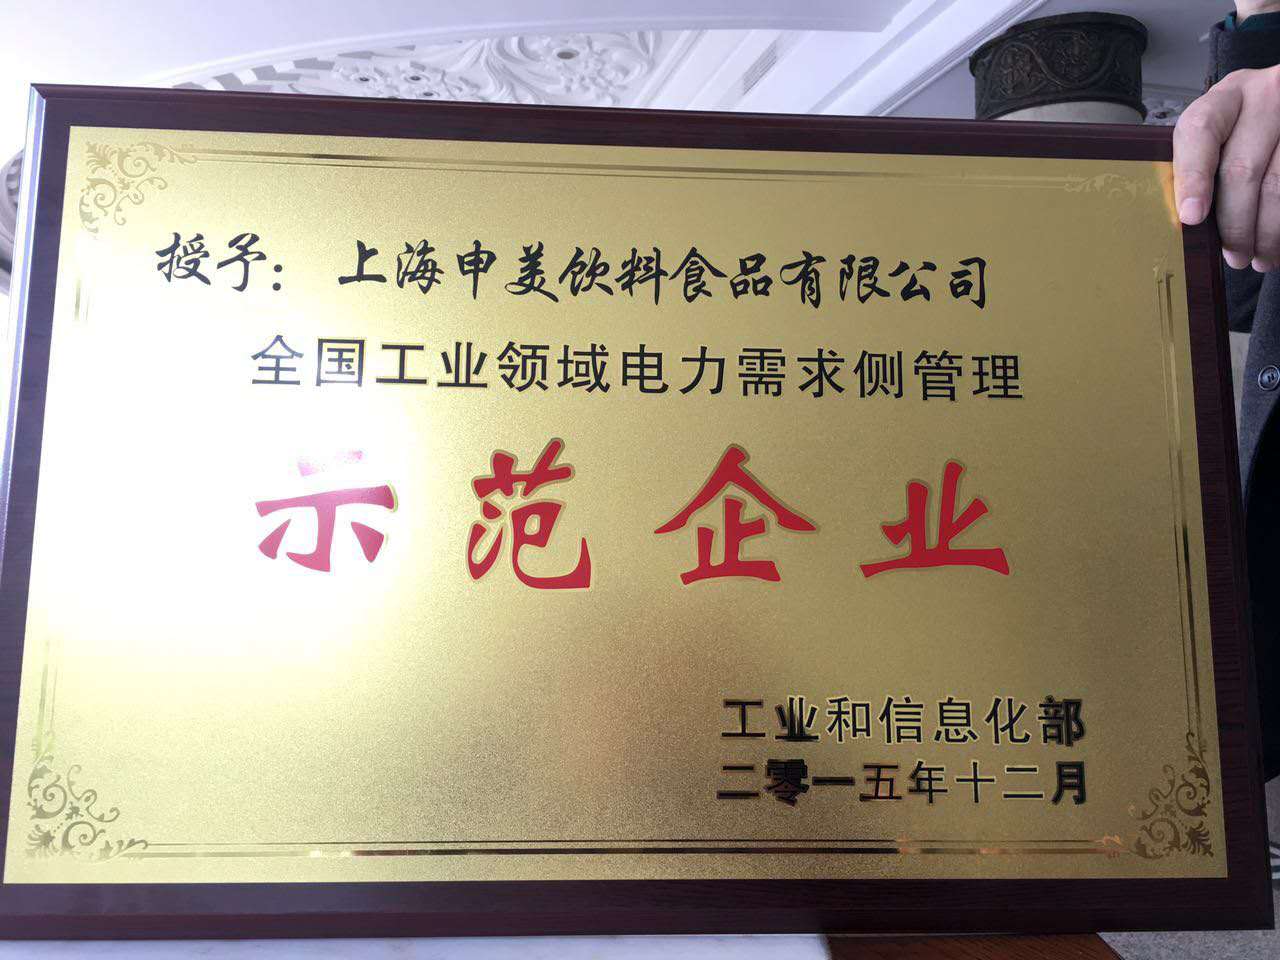 授予：上海申美饮料食品有限公司
全国工业领域电力需求侧管理
示范企业
工业和信息化部
二零一五年十二月